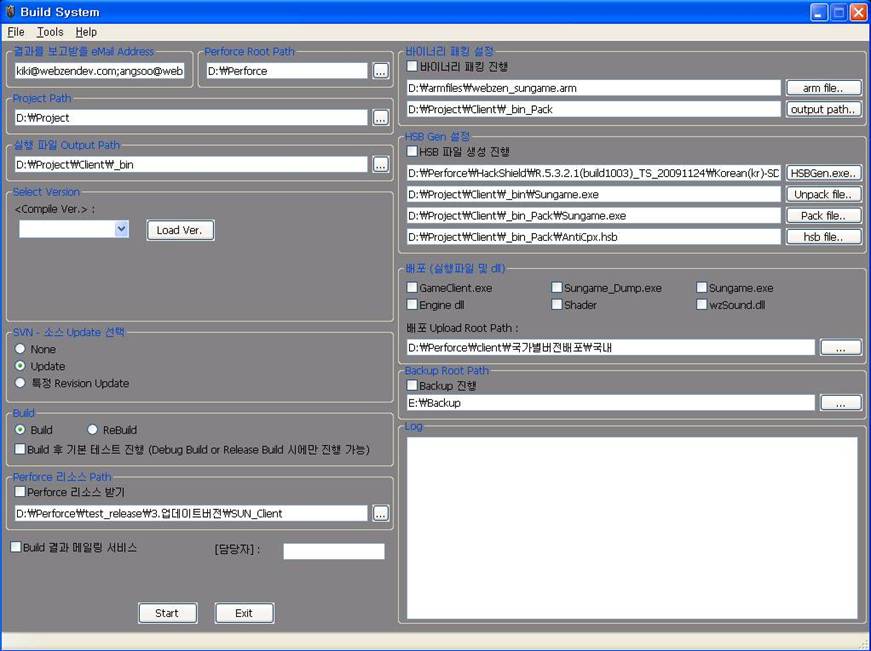 Build System
File Tools Help
결과를 보고받을 eMail Address
kiki@webzendev.com;angsoo@web
Perforce Root Path
D:₩Perforce
...
Project Path
D:₩Project
...
실행 파일 Output Path
D:₩Project₩Client₩_bin
...
Select Version
<Compile Ver.> :
Load Ver.
SVN - 소스 Update 선택
None
Update
특정 Revision Update
Build
Build ReBuild
Build 후 기본 테스트 진행 (Debug Build or Release Build 시에만 진행 가능)
Perforce 리소스 Path
Perforce 리소스 받기
D:₩Perforce₩test_release₩3.업데이트버젼₩SUN_Client
...
Build 결과 메일링 서비스 [담당자] :
Start Exit
바이너리 패킹 설정
바이너리 패킹 진행
D:₩armfiles₩webzen_sungame.arm arm file..
D:₩Project₩Client₩_bin_Pack output path..
HSB Gen 설정
HSB 파일 생성 진행
D:₩Perforce₩HackShield₩R.5.3.2.1(build1003)_TS_20091124₩Korean(kr)-SD HSBGen.exe..
D:₩Project₩Client₩_bin₩Sungame.exe Unpack file..
D:₩Project₩Client₩_bin_Pack₩Sungame.exe Pack file..
D:₩Project₩Client₩_bin_Pack₩AntiCpx.hsb hsb file..
배포 (실행파일 및 dll)
GameClient.exe Sungame_Dump.exe Sungame.exe
Engine dll Shader wzSound.dll
배포 Upload Root Path :
D:₩Perforce₩client₩국가별버젼배포₩국내 ...
Backup Root Path
Backup 진행
E:₩Backup ...
Log